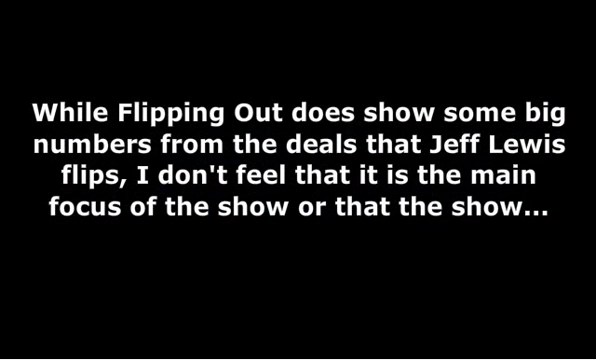 While Flipping Out does show some big
numbers from the deals that Jeff Lewis
flips, I don't feel that it is the main
focus of the show or that the show...